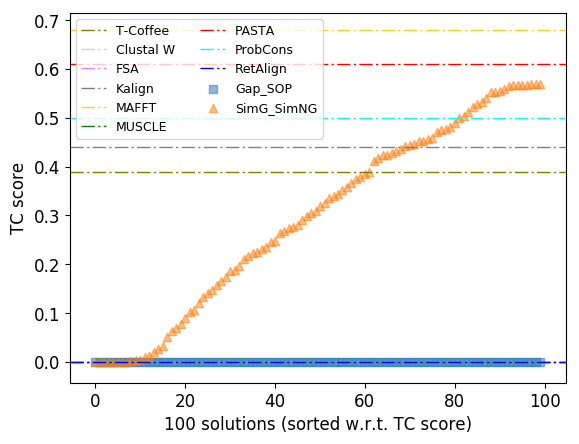 0.7
0.6
0.5
0.4
0.3
0.2
0.1
0.0
TC score
T-Coffee
Clustal W
FSA
Kalign
MAFFT
MUSCLE
PASTA
ProbCons
RetAlign
Gap_SOP
SimG_SimNG
0 20 40 60 80 100
100 solutions (sorted w.r.t. TC score)